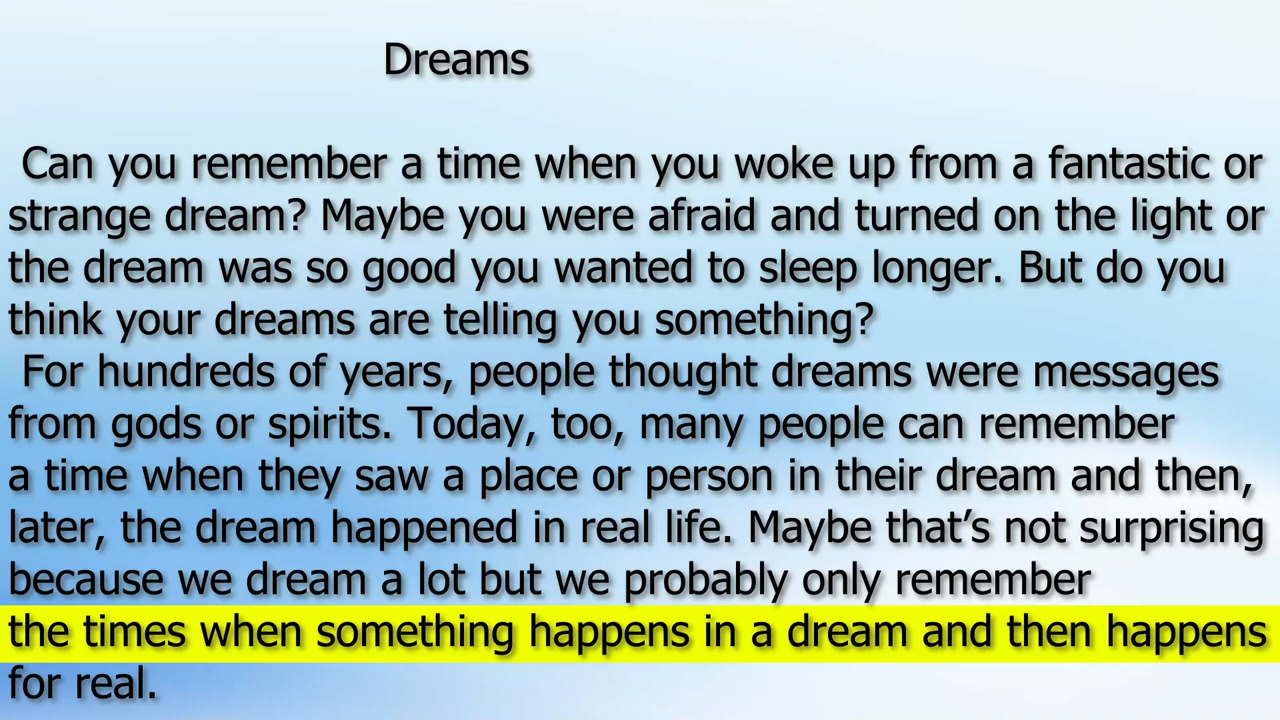 Dreams
Can you remember a time when you woke up from a fantastic or
strange dream? Maybe you were afraid and turned on the light or
the dream was so good you wanted to sleep longer. But do you
think your dreams are telling you something?
For hundreds of years, people thought dreams were messages
from gods or spirits. Today, too, many people can remember
a time when they saw a place or person in their dream and then,
later, the dream happened in real life. Maybe that’s not surprising
because we dream a lot but we probably only remember
the times when something happens in a dream and then happens
for real.